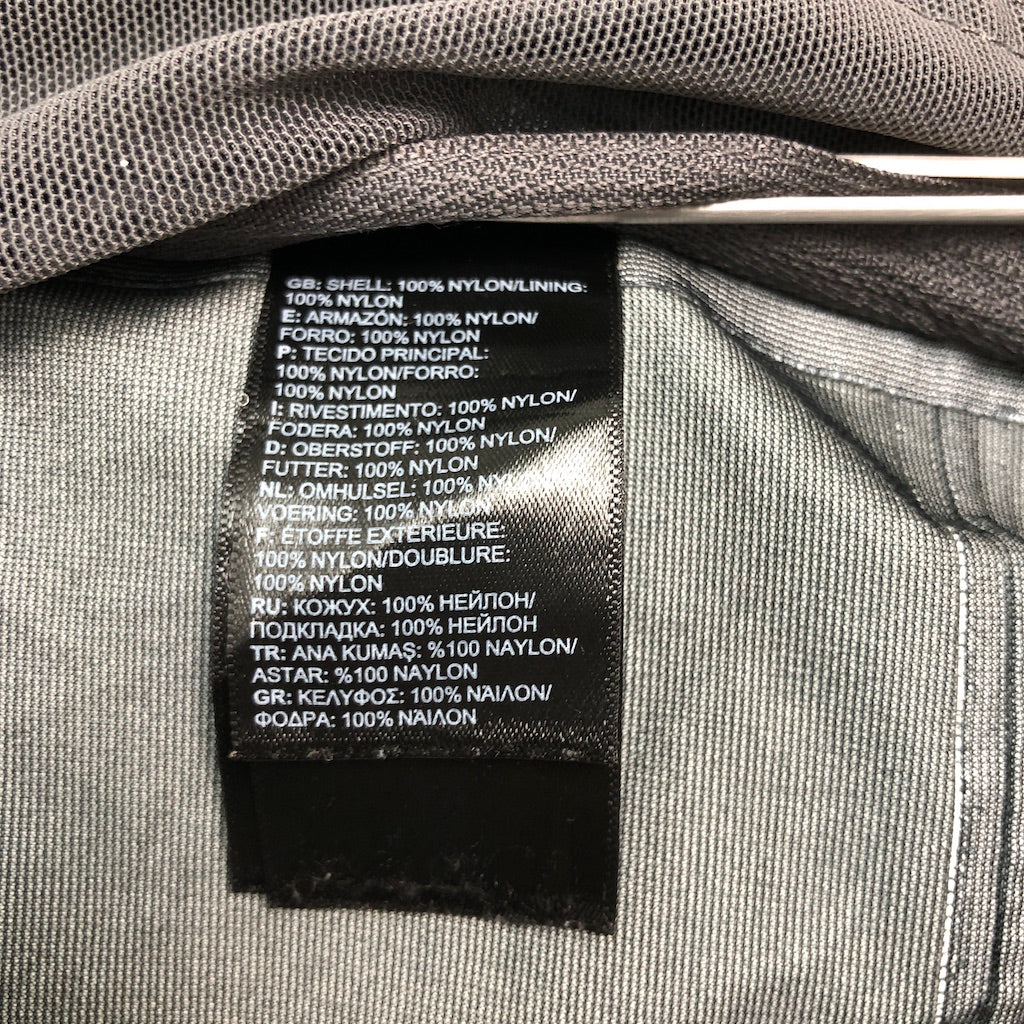 GB: SHELL: 100% NYLON/LINING:
100% NYLON
E: ARMAZÓN: 100% NYLON/
FORRO: 100% NYLON
P: TECIDO PRINCIPAL:
100% NYLON/FORRO:
100% NYLON
I: RIVESTIMENTO: 100% NYLON/
FODERA: 100% NYLON
D: OBERSTOFF: 100% NYLON/
FUTTER: 100% NYLON
NL: OMHULSEL: 100% NYLON/
VOERING: 100% NYLON
F: ÉTOFFE EXTÉRIEURE:
100% NYLON/DOUBLURE:
100% NYLON
RU: КОЖУХ: 100% НЕЙЛОН/
ПОДКЛАДКА: 100% НЕЙЛОН
TR: ANA KUMAŞ: %100 NAYLON/
ASTAR: %100 NAYLON
GR: ΚΕΛΥΦΟΣ: 100% ΝΆΙΛΟΝ/
ΦΟΔΡΑ: 100% ΝΆΙΛΟΝ